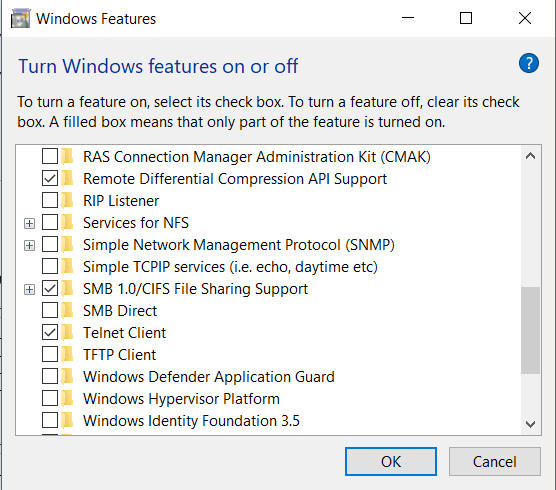 Windows Features
Turn Windows features on or off
To turn a feature on, select its check box. To turn a feature off, clear its check
box. A filled box means that only part of the feature is turned on.
RAS Connection Manager Administration Kit (CMAK)
Remote Differential Compression API Support
RIP Listener
Services for NFS
Simple Network Management Protocol (SNMP)
Simple TCPIP services (i.e. echo, daytime etc)
SMB 1.0/CIFS File Sharing Support
SMB Direct
Telnet Client
TFTP Client
Windows Defender Application Guard
Windows Hypervisor Platform
Windows Identity Foundation 3.5
OK
Cancel